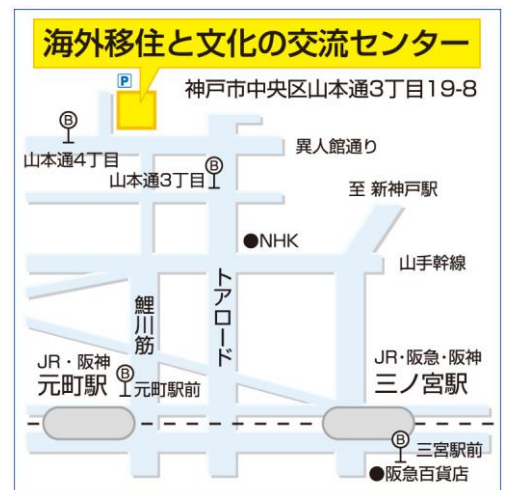 海外移住と文化の交流センター
P
神戸市中央区山本通3丁目19-8
B
山本通4丁目
異人館通り
B
山本通3丁目
至 新神戸駅
●NHK
山手幹線
トアロード
鯉川筋
JR・阪神
元町駅
B
元町駅前
JR・阪急・阪神
三ノ宮駅
B
三宮駅前
●阪急百貨店